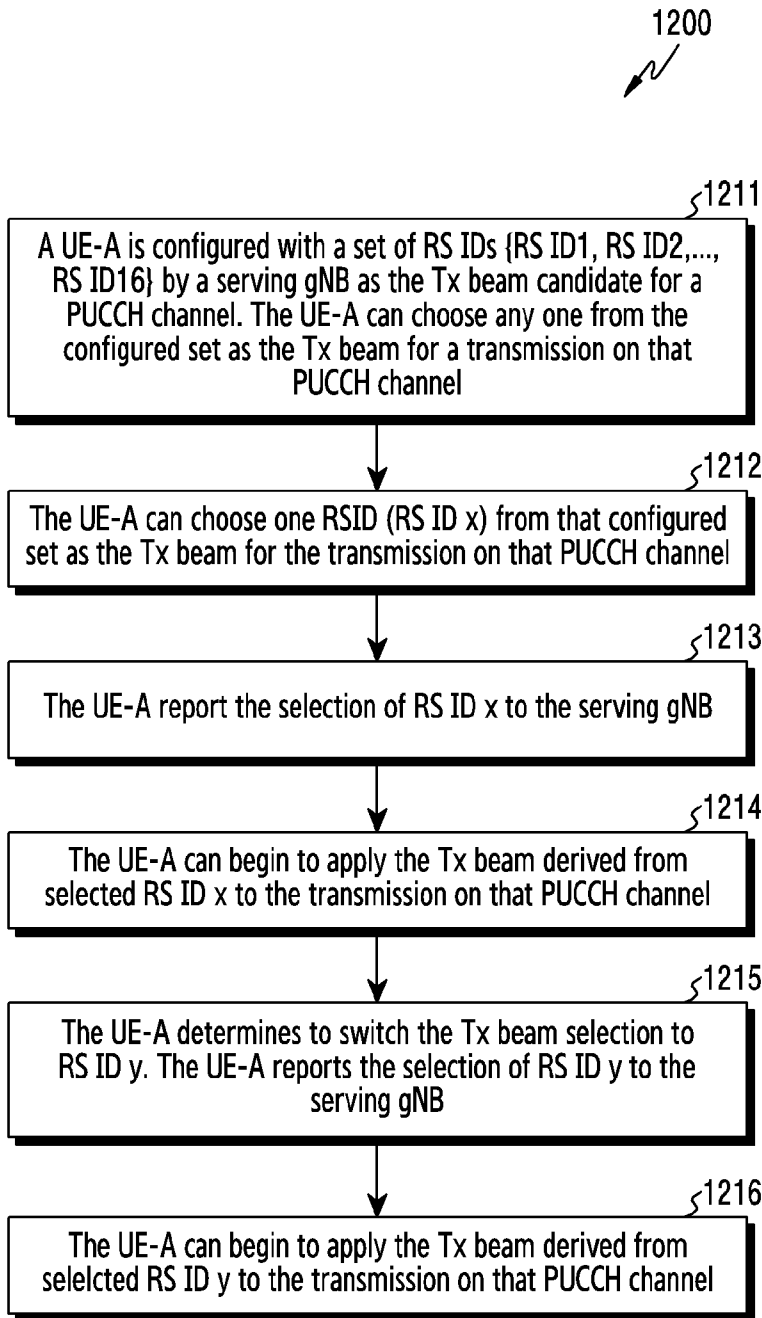 1200
1211
A UE-A is configured with a set of RS IDs {RS ID1, RS ID2,...,
RS ID16} by a serving gNB as the Tx beam candidate for a
PUCCH channel. The UE-A can choose any one from the
configured set as the Tx beam for a transmission on that
PUCCH channel
1212
The UE-A can choose one RSID (RS ID x) from that configured
set as the Tx beam for the transmission on that PUCCH channel
1213
The UE-A report the selection of RS ID x to the serving gNB
1214
The UE-A can begin to apply the Tx beam derived from
selected RS ID x to the transmission on that PUCCH channel
1215
The UE-A determines to switch the Tx beam selection to
RS ID y. The UE-A reports the selection of RS ID y to the
serving gNB
1216
The UE-A can begin to apply the Tx beam derived from
selelcted RS ID y to the transmission on that PUCCH channel